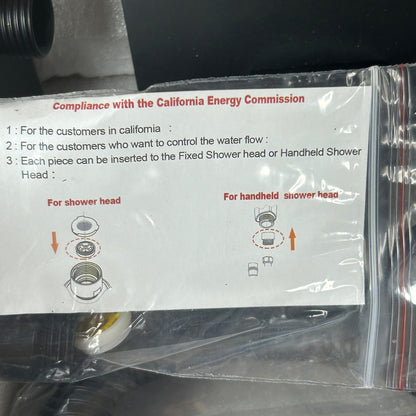 Compliance with the California Energy Commission
1 : For the customers in california :
2 : For the customers who want to control the water flow :
3 : Each piece can be inserted to the Fixed Shower head or Handheld Shower
Head :
For shower head
For handheld shower head